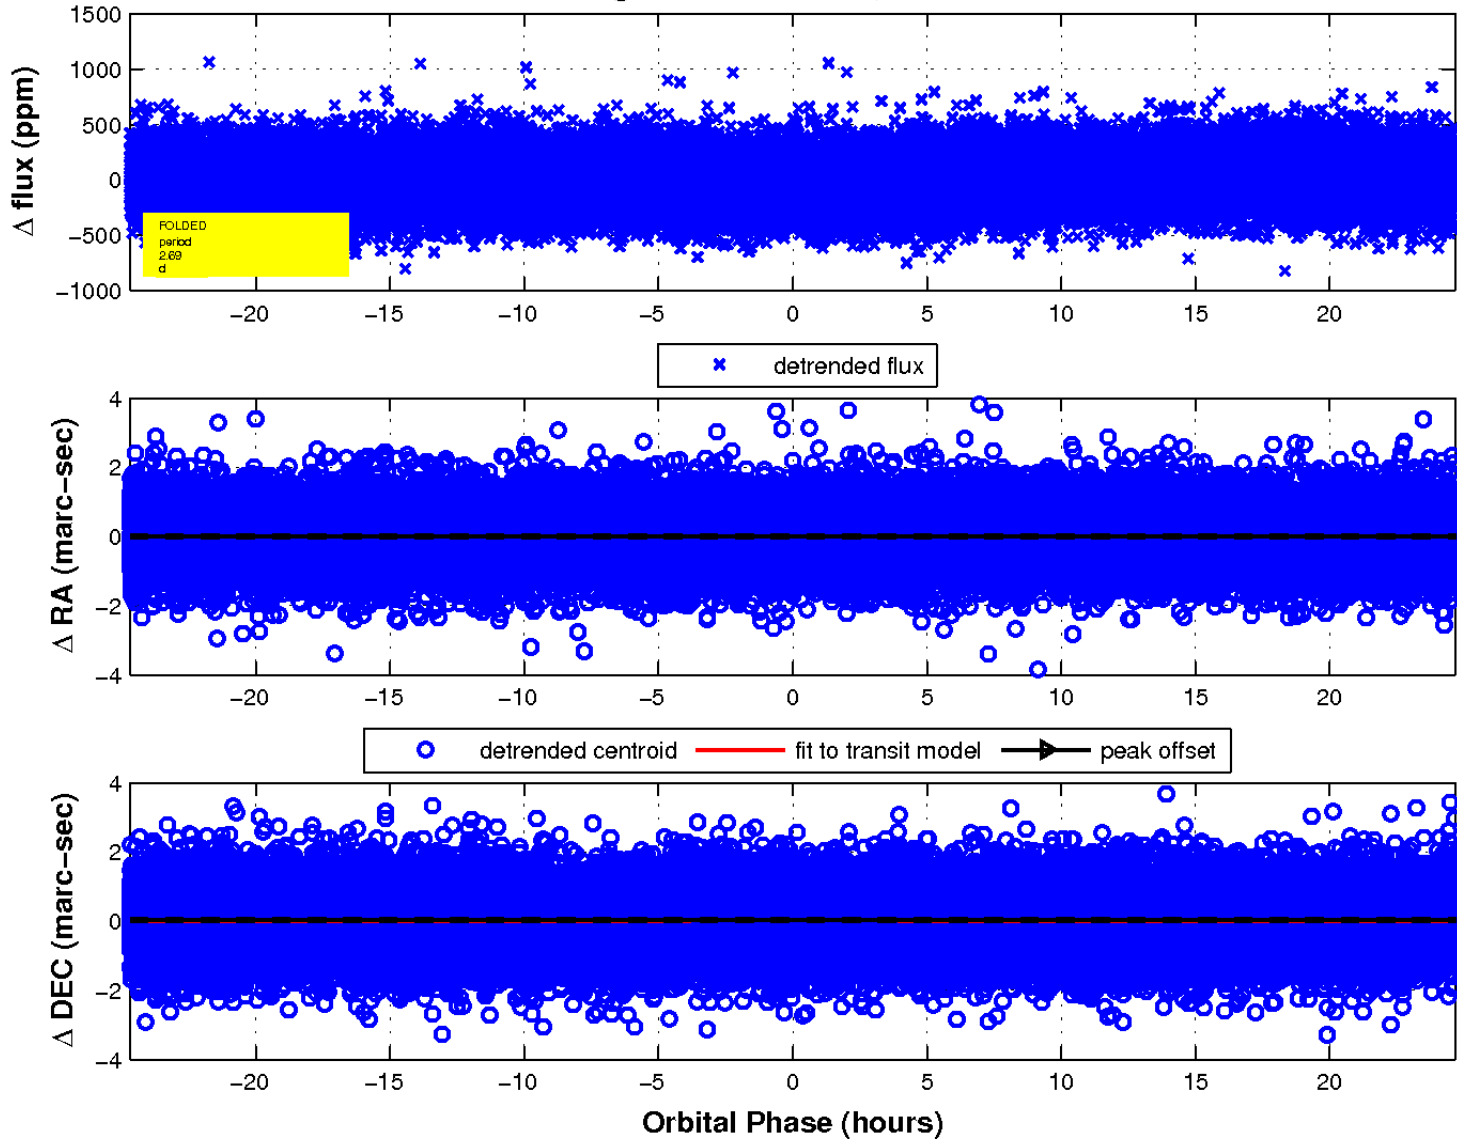 1500
1000
500
0
−500
−1000
Δ flux (ppm)
FOLDED
period
2.69
d
−20 −15 −10 −5 0 5 10 15 20
detrended flux
4
2
0
−2
−4
Δ RA (marc−sec)
−20 −15 −10 −5 0 5 10 15 20
detrended centroid fit to transit model peak offset
4
2
0
−2
−4
Δ DEC (marc−sec)
−20 −15 −10 −5 0 5 10 15 20
Orbital Phase (hours)